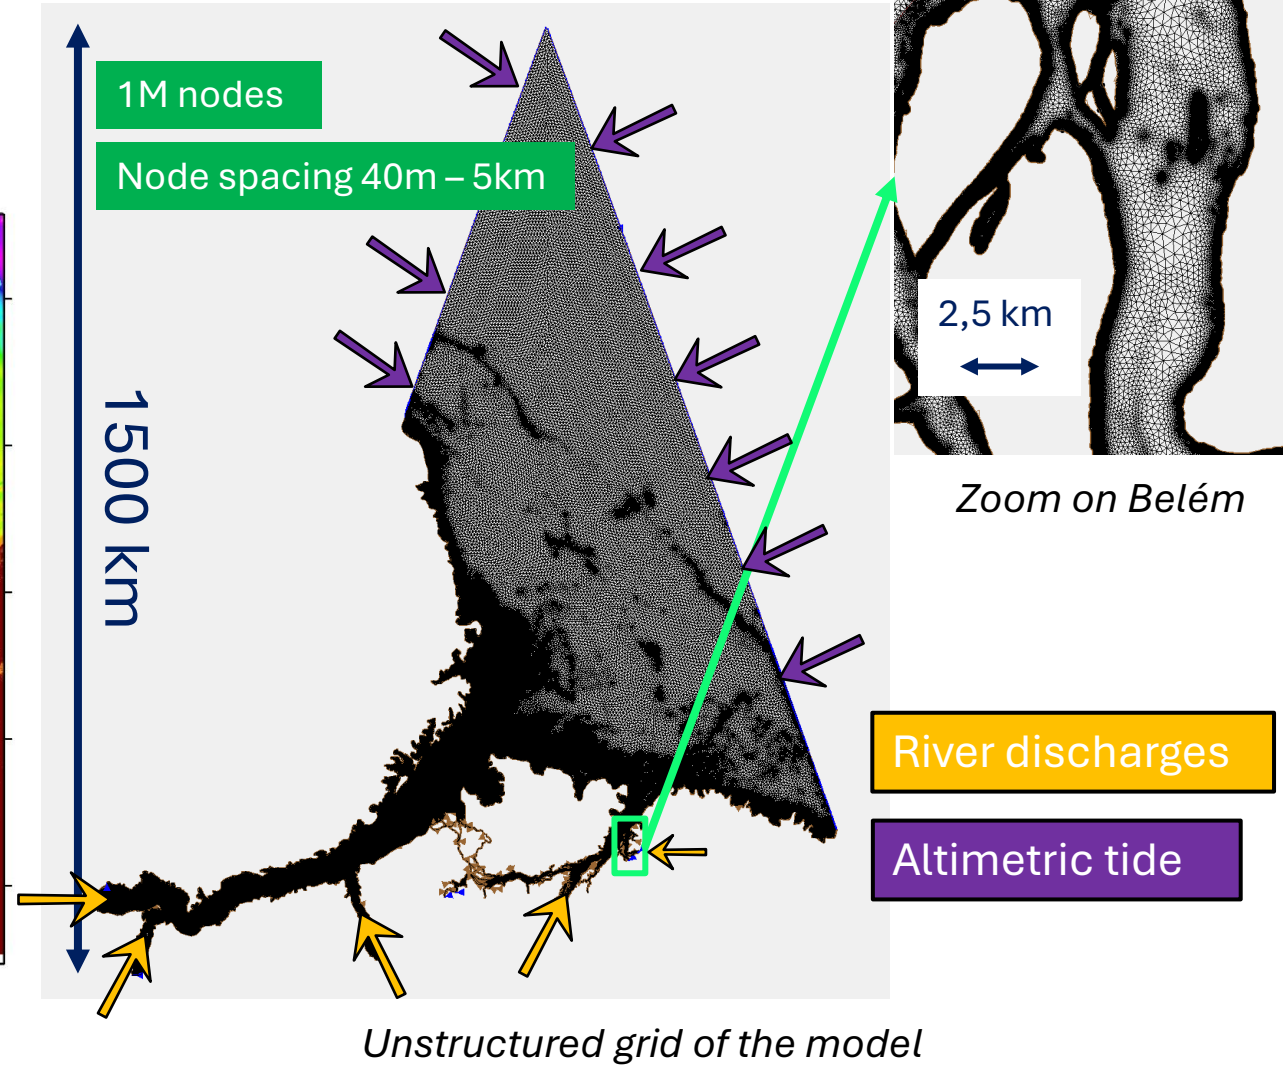 1M nodes
Node spacing 40m – 5km
1500 km
2,5 km
Zoom on Belém
River discharges
Altimetric tide
Unstructured grid of the model